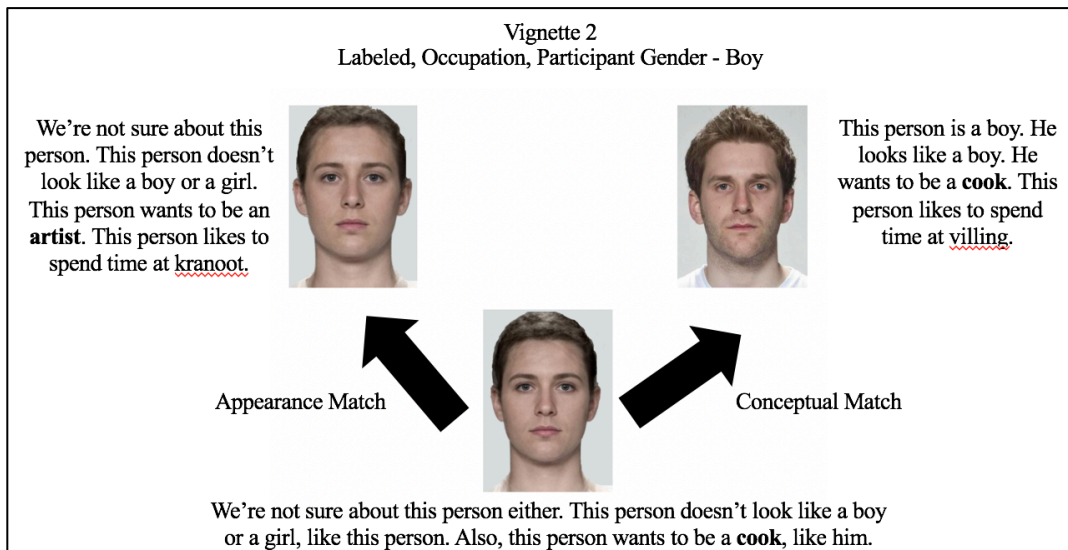 Vignette 2
Labeled, Occupation, Participant Gender - Boy
We’re not sure about this
person. This person doesn’t
look like a boy or a girl.
This person wants to be an
artist. This person likes to
spend time at kranoot.
This person is a boy. He
looks like a boy. He
wants to be a cook. This
person likes to spend
time at villing.
Appearance Match
Conceptual Match
We’re not sure about this person either. This person doesn’t look like a boy
or a girl, like this person. Also, this person wants to be a cook, like him.